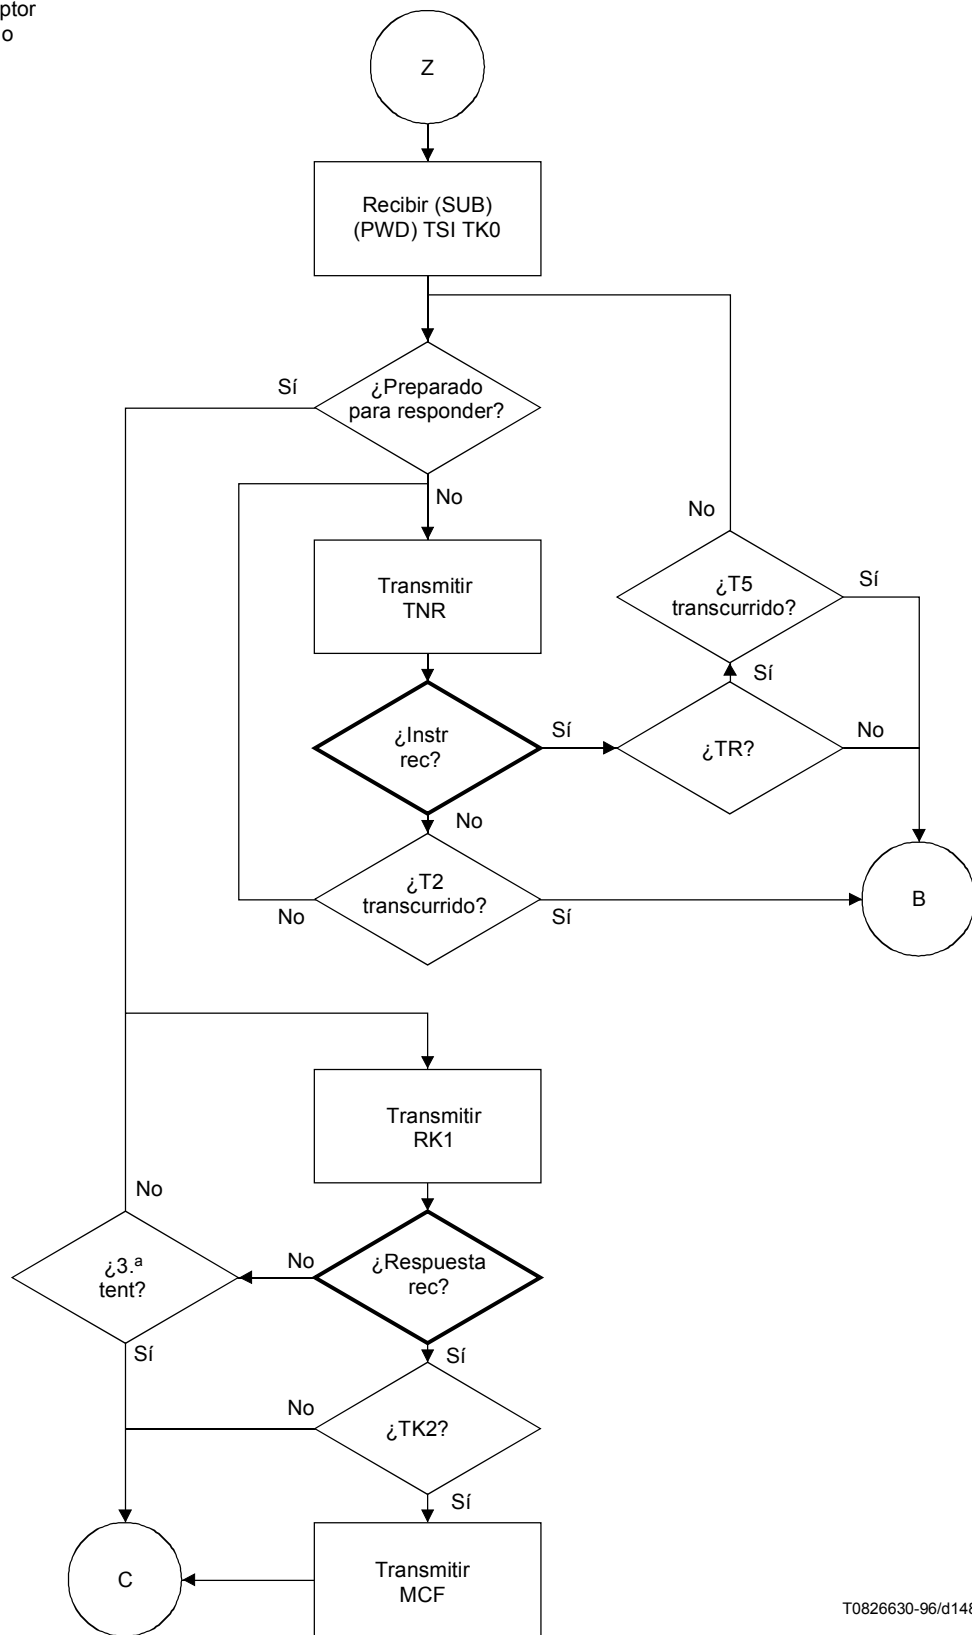 ptor
o
Z
Recibir (SUB)
(PWD) TSI TK0
Sí
¿Preparado
para responder?
No
No
Transmitir
TNR
¿T5
transcurrido?
Sí
Sí
¿Instr
rec?
Sí
¿TR?
No
No
¿T2
transcurrido?
No
Sí
B
Transmitir
RK1
No
¿3.ª
tent?
No
¿Respuesta
rec?
Sí
Sí
No
¿TK2?
Sí
C
Transmitir
MCF
T0826630-96/d148